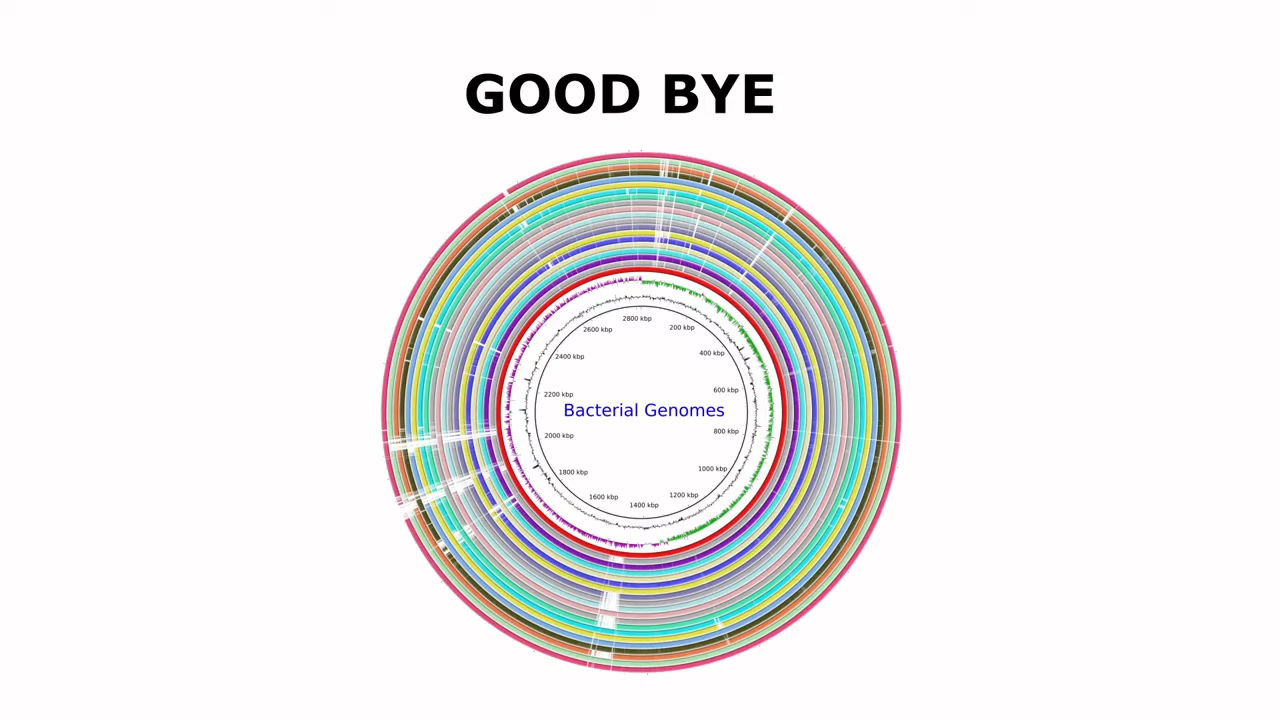 GOOD BYE
2800 kbp
200 kbp
2600 kbp
400 kbp
2400 kbp
600 kbp
2200 kbp
Bacterial Genomes
800 kbp
2000 kbp
1000 kbp
1800 kbp
1200 kbp
1600 kbp
1400 kbp